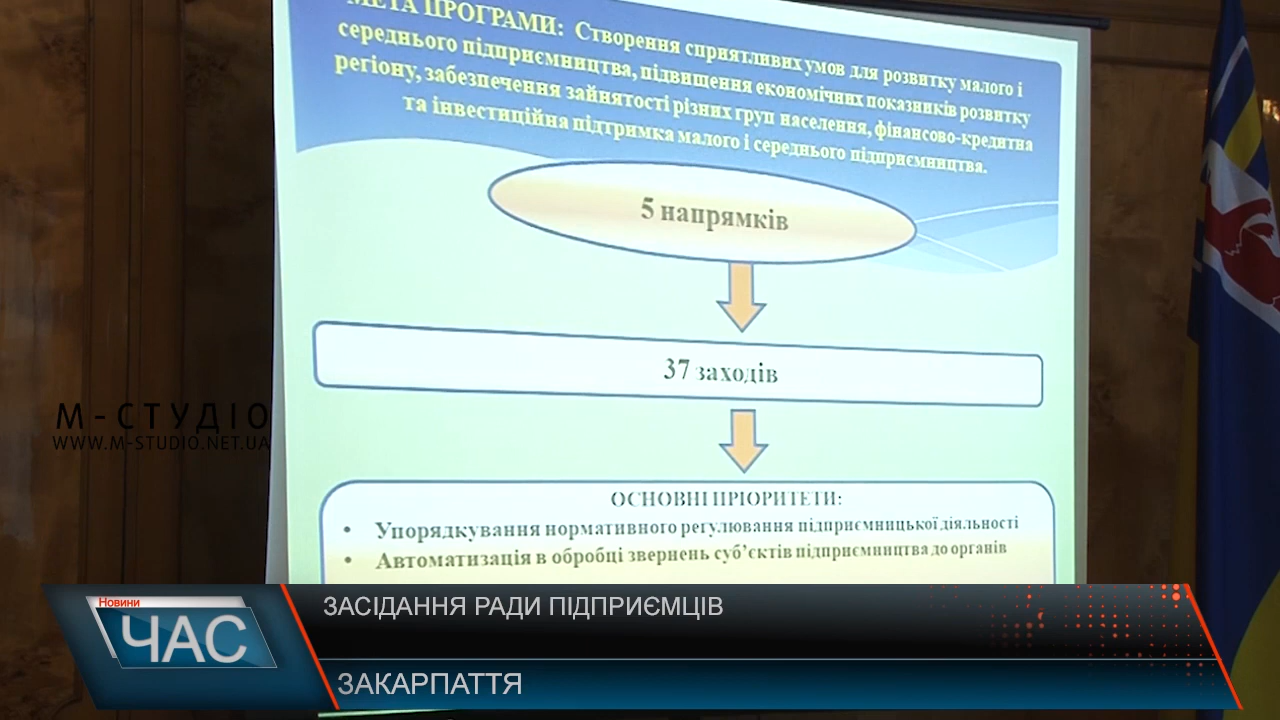 МЕТА ПРОГРАМИ: Створення сприятливих умов для розвитку малого і
середнього підприємництва, підвищення економічних показників розвитку
регіону, забезпечення зайнятості різних груп населення, фінансово-кредитна
та інвестиційна підтримка малого і середнього підприємництва.
5 напрямків
37 заходів
М-СТУДІО
WWW.M-STUDIO.NET.UA
ОСНОВНІ ПРІОРИТЕТИ:
• Упорядкування нормативного регулювання підприємницької діяльності
• Автоматизація в обробці звернень суб’єктів підприємництва до органів
Новини
ЧАС
ЗАСІДАННЯ РАДИ ПІДПРИЄМЦІВ
ЗАКАРПАТТЯ